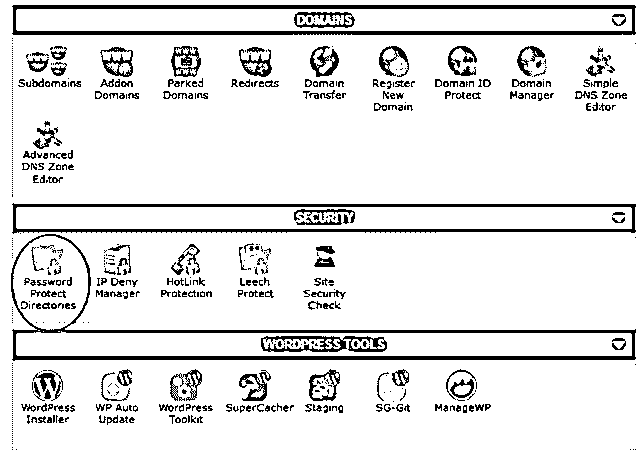 DOMAINS
Subdomains Addon Domains Parked Domains Redirects Domain Transfer Register New Domain Domain ID Protect Domain Manager Simple DNS Zone Editor
Advanced DNS Zone Editor
SECURITY
Password Protect Directories IP Deny Manager HotLink Protection Leech Protect Site Security Check
WORDPRESS TOOLS
WordPress Installer WP Auto Update WordPress Toolkit SuperCacher Staging SG-Git ManageWP